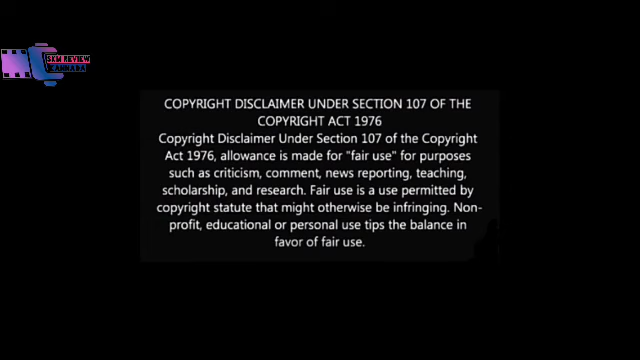 SXM REVIEW
KANNADA
COPYRIGHT DISCLAIMER UNDER SECTION 107 OF THE
COPYRIGHT ACT 1976
Copyright Disclaimer Under Section 107 of the Copyright
Act 1976, allowance is made for "fair use" for purposes
such as criticism, comment, news reporting, teaching,
scholarship, and research. Fair use is a use permitted by
copyright statute that might otherwise be infringing. Non-
profit, educational or personal use tips the balance in
favor of fair use.